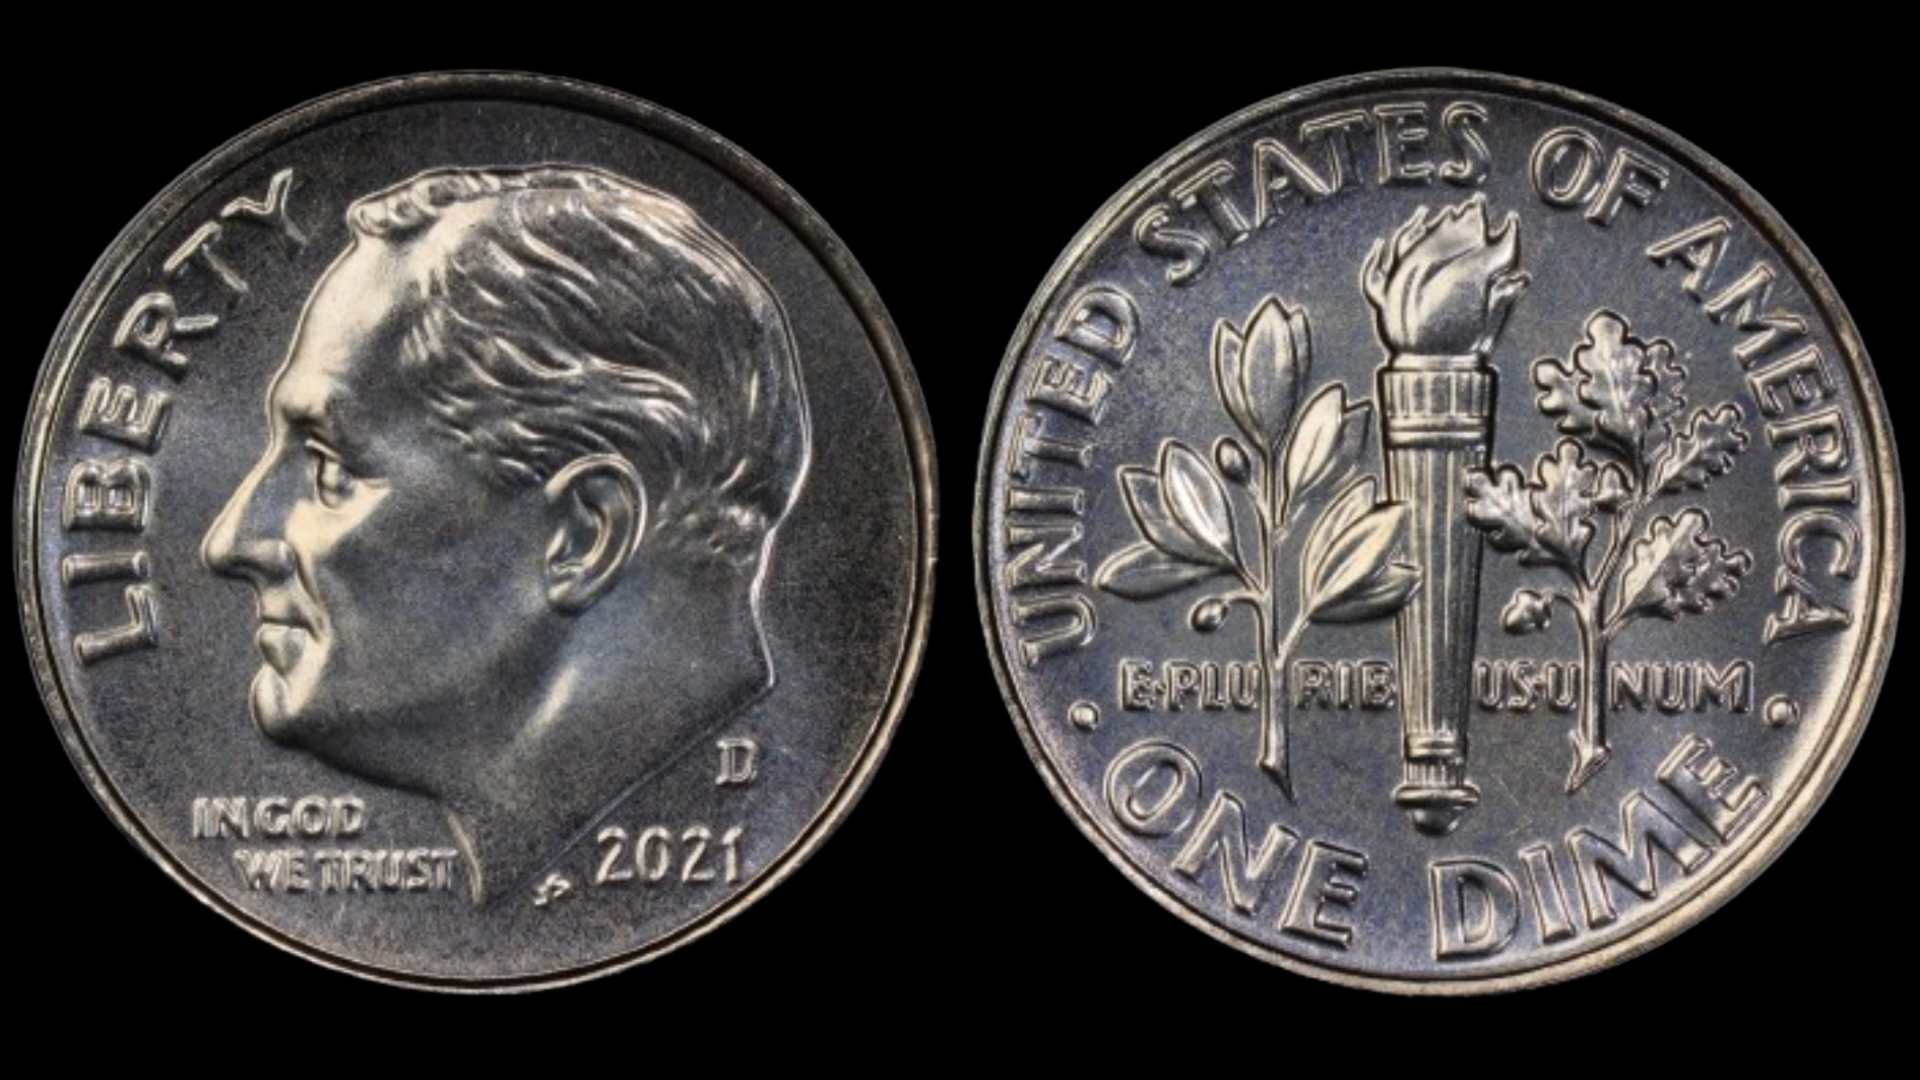 LIBERTY
IN GOD
WE TRUST
JS
2021
D
UNITED STATES OF AMERICA
E·PLURIBUS·UNUM
· ONE DIME ·